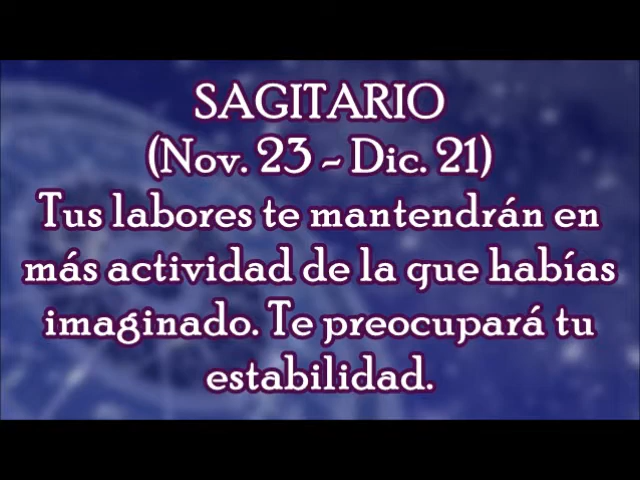 SAGITARIO
(Nov. 23 ~ Dic. 21)
Tus labores te mantendrán en
más actividad de la que habías
imaginado. Te preocupará tu
estabilidad.